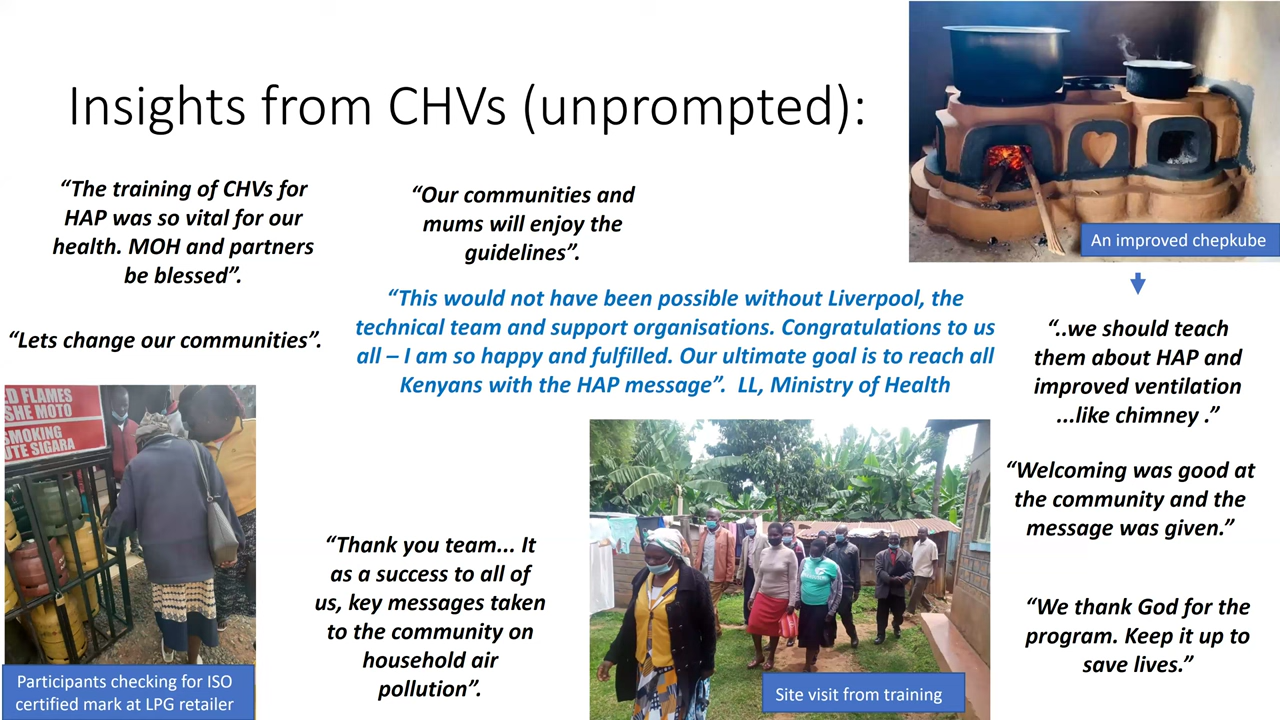 Insights from CHVs (unprompted):
“The training of CHVs for
HAP was so vital for our
health. MOH and partners
be blessed”.
“Our communities and
mums will enjoy the
guidelines”.
An improved chepkube
“Lets change our communities”.
“This would not have been possible without Liverpool, the
technical team and support organisations. Congratulations to us
all – I am so happy and fulfilled. Our ultimate goal is to reach all
Kenyans with the HAP message”.  LL, Ministry of Health
“..we should teach
them about HAP and
improved ventilation
...like chimney .”
D FLAMES
SHE MOTO
SMOKING
UTE SIGARA
“Welcoming was good at
the community and the
message was given.”
“Thank you team... It
as a success to all of
us, key messages taken
to the community on
household air
pollution”.
“We thank God for the
program. Keep it up to
save lives.”
Participants checking for ISO
certified mark at LPG retailer
Site visit from training